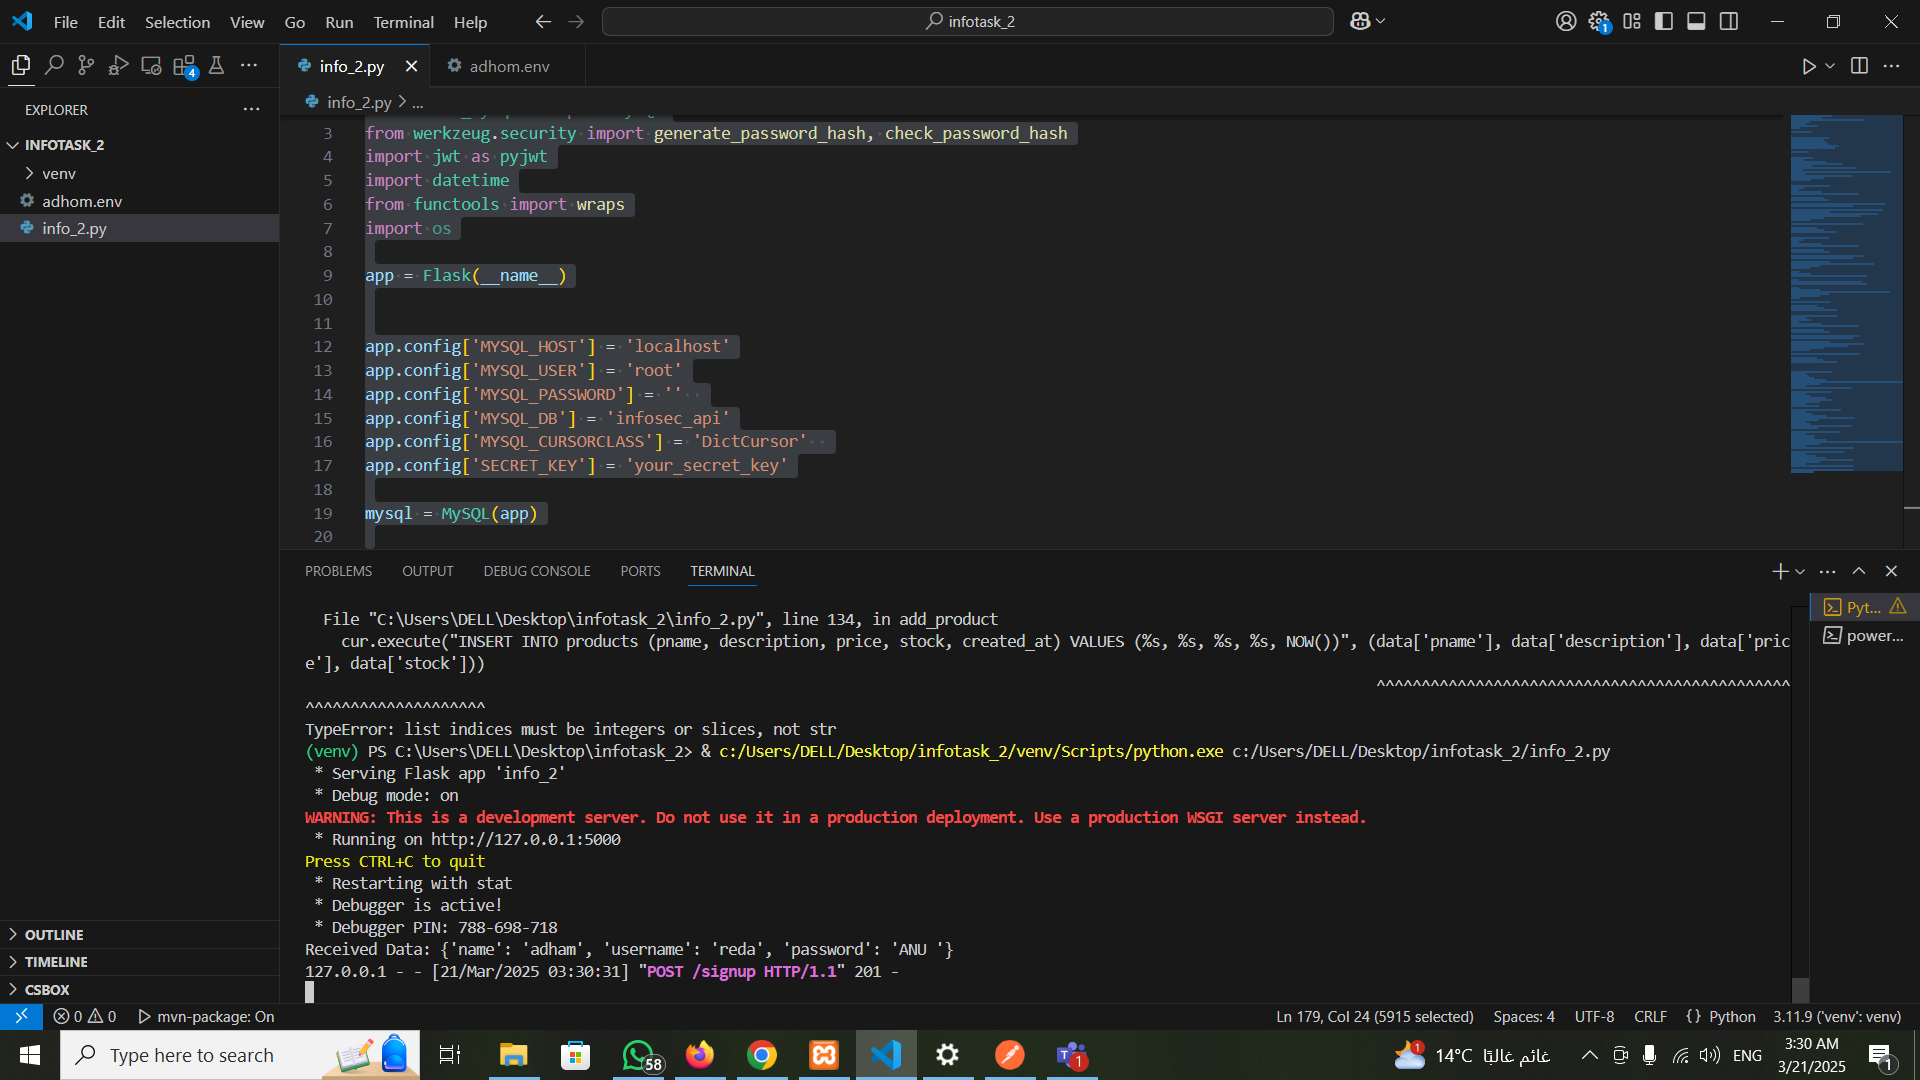 File Edit Selection View Go Run Terminal Help
infotask_2
1
4
info_2.py
adhom.env
EXPLORER
info_2.py > ...
INFOTASK_2
venv
adhom.env
info_2.py
3 from werkzeug.security import generate_password_hash, check_password_hash
4 import jwt as pyjwt
5 import datetime
6 from functools import wraps
7 import os
8
9 app = Flask(__name__)
10
11
12 app.config['MYSQL_HOST'] = 'localhost'
13 app.config['MYSQL_USER'] = 'root'
14 app.config['MYSQL_PASSWORD'] = ''
15 app.config['MYSQL_DB'] = 'infosec_api'
16 app.config['MYSQL_CURSORCLASS'] = 'DictCursor'
17 app.config['SECRET_KEY'] = 'your_secret_key'
18
19 mysql = MySQL(app)
20
PROBLEMS OUTPUT DEBUG CONSOLE PORTS TERMINAL
Pyt...
power...
File "C:\Users\DELL\Desktop\infotask_2\info_2.py", line 134, in add_product
cur.execute("INSERT INTO products (pname, description, price, stock, created_at) VALUES (%s, %s, %s, %s, NOW())", (data['pname'], data['description'], data['pric
e'], data['stock']))
^^^^^^^^^^^^^^^^^^^^^^^^^^^^^^^^^^^^^^^^^^^^^^
^^^^^^^^^^^^^^^^^^^^
TypeError: list indices must be integers or slices, not str
(venv) PS C:\Users\DELL\Desktop\infotask_2> & c:/Users/DELL/Desktop/infotask_2/venv/Scripts/python.exe c:/Users/DELL/Desktop/infotask_2/info_2.py
* Serving Flask app 'info_2'
* Debug mode: on
WARNING: This is a development server. Do not use it in a production deployment. Use a production WSGI server instead.
* Running on http://127.0.0.1:5000
Press CTRL+C to quit
* Restarting with stat
* Debugger is active!
* Debugger PIN: 788-698-718
Received Data: {'name': 'adham', 'username': 'reda', 'password': 'ANU '}
127.0.0.1 - - [21/Mar/2025 03:30:31] "POST /signup HTTP/1.1" 201 -
OUTLINE
TIMELINE
CSBOX
0 0 mvn-package: On
Ln 179, Col 24 (5915 selected) Spaces: 4 UTF-8 CRLF {} Python 3.11.9 ('venv': venv)
Type here to search
58
1
1
14°C غائم غالبًا
ENG
3:30 AM
3/21/2025
1